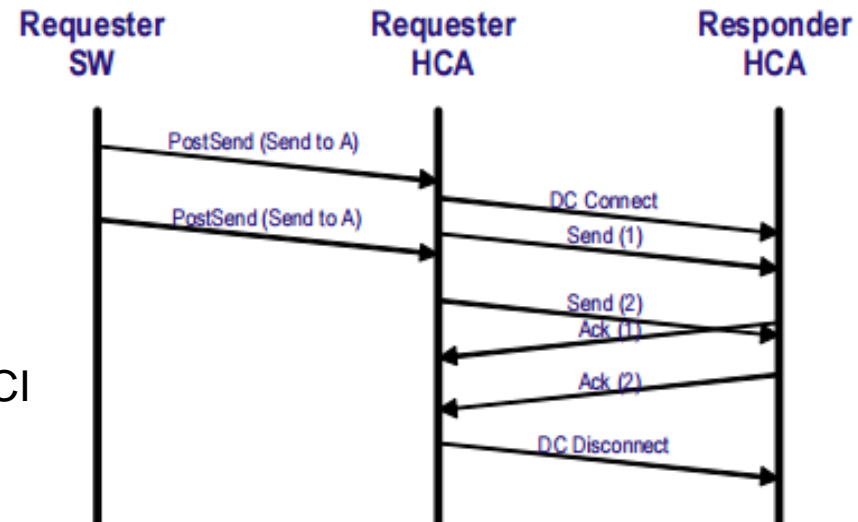 Requester
SW
Requester
HCA
Responder
HCA
PostSend (Send to A)
DC Connect
PostSend (Send to A)
Send (1)
Send (2)
Ack (1)
CI
Ack (2)
DC Disconnect